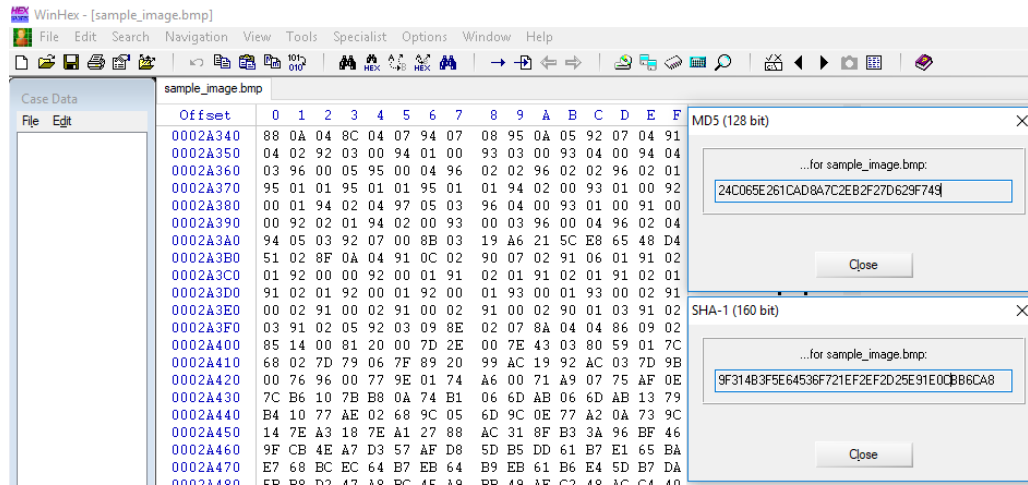 WinHex - [sample_image.bmp]
File Edit Search Navigation View Tools Specialist Options Window Help
Case Data
File Edit
sample_image.bmp
Offset 0 1 2 3 4 5 6 7 8 9 A B C D E F
0002A340 88 0A 04 8C 04 07 94 07 08 95 0A 05 92 07 04 91
0002A350 04 02 92 03 00 94 01 00 93 03 00 93 04 00 94 04
0002A360 03 96 00 05 95 00 04 96 02 02 96 02 02 96 02 01
0002A370 95 01 01 95 01 01 95 01 01 94 02 00 93 01 00 92
0002A380 00 01 94 02 04 97 05 03 96 04 00 93 01 00 91 00
0002A390 00 92 02 01 94 02 00 93 00 03 96 00 04 96 02 04
0002A3A0 94 05 03 92 07 00 8B 03 19 A6 21 5C E8 65 48 D4
0002A3B0 51 02 8F 0A 04 91 0C 02 90 07 02 91 06 01 91 02
0002A3C0 01 92 00 00 92 00 01 91 02 01 91 02 01 91 02 01
0002A3D0 91 02 01 92 00 01 92 00 01 93 00 01 93 00 02 91
0002A3E0 00 02 91 00 02 91 00 02 91 00 02 90 01 03 91 02
0002A3F0 03 91 02 05 92 03 09 8E 02 07 8A 04 04 86 09 02
0002A400 85 14 00 81 20 00 7D 2E 00 7E 43 03 80 59 01 7C
0002A410 68 02 7D 79 06 7F 89 20 99 AC 19 92 AC 03 7D 9B
0002A420 00 76 96 00 77 9E 01 74 A6 00 71 A9 07 75 AF 0E
0002A430 7C B6 10 7B B8 0A 74 B1 06 6D AB 06 6D AB 13 79
0002A440 B4 10 77 AE 02 68 9C 05 6D 9C 0E 77 A2 0A 73 9C
0002A450 14 7E A3 18 7E A1 27 88 AC 31 8F B3 3A 96 BF 46
0002A460 9F CB 4E A7 D3 57 AF D8 5D B5 DD 61 B7 E1 65 BA
0002A470 E7 68 BC EC 64 B7 EB 64 B9 EB 61 B6 E4 5D B7 DA
MD5 (128 bit)
...for sample_image.bmp:
24C065E261CAD8A7C2EB2F27D629F749
Close
SHA-1 (160 bit)
...for sample_image.bmp:
9F314B3F5E64536F721EF2EF2D25E91E0CBB6CA8
Close